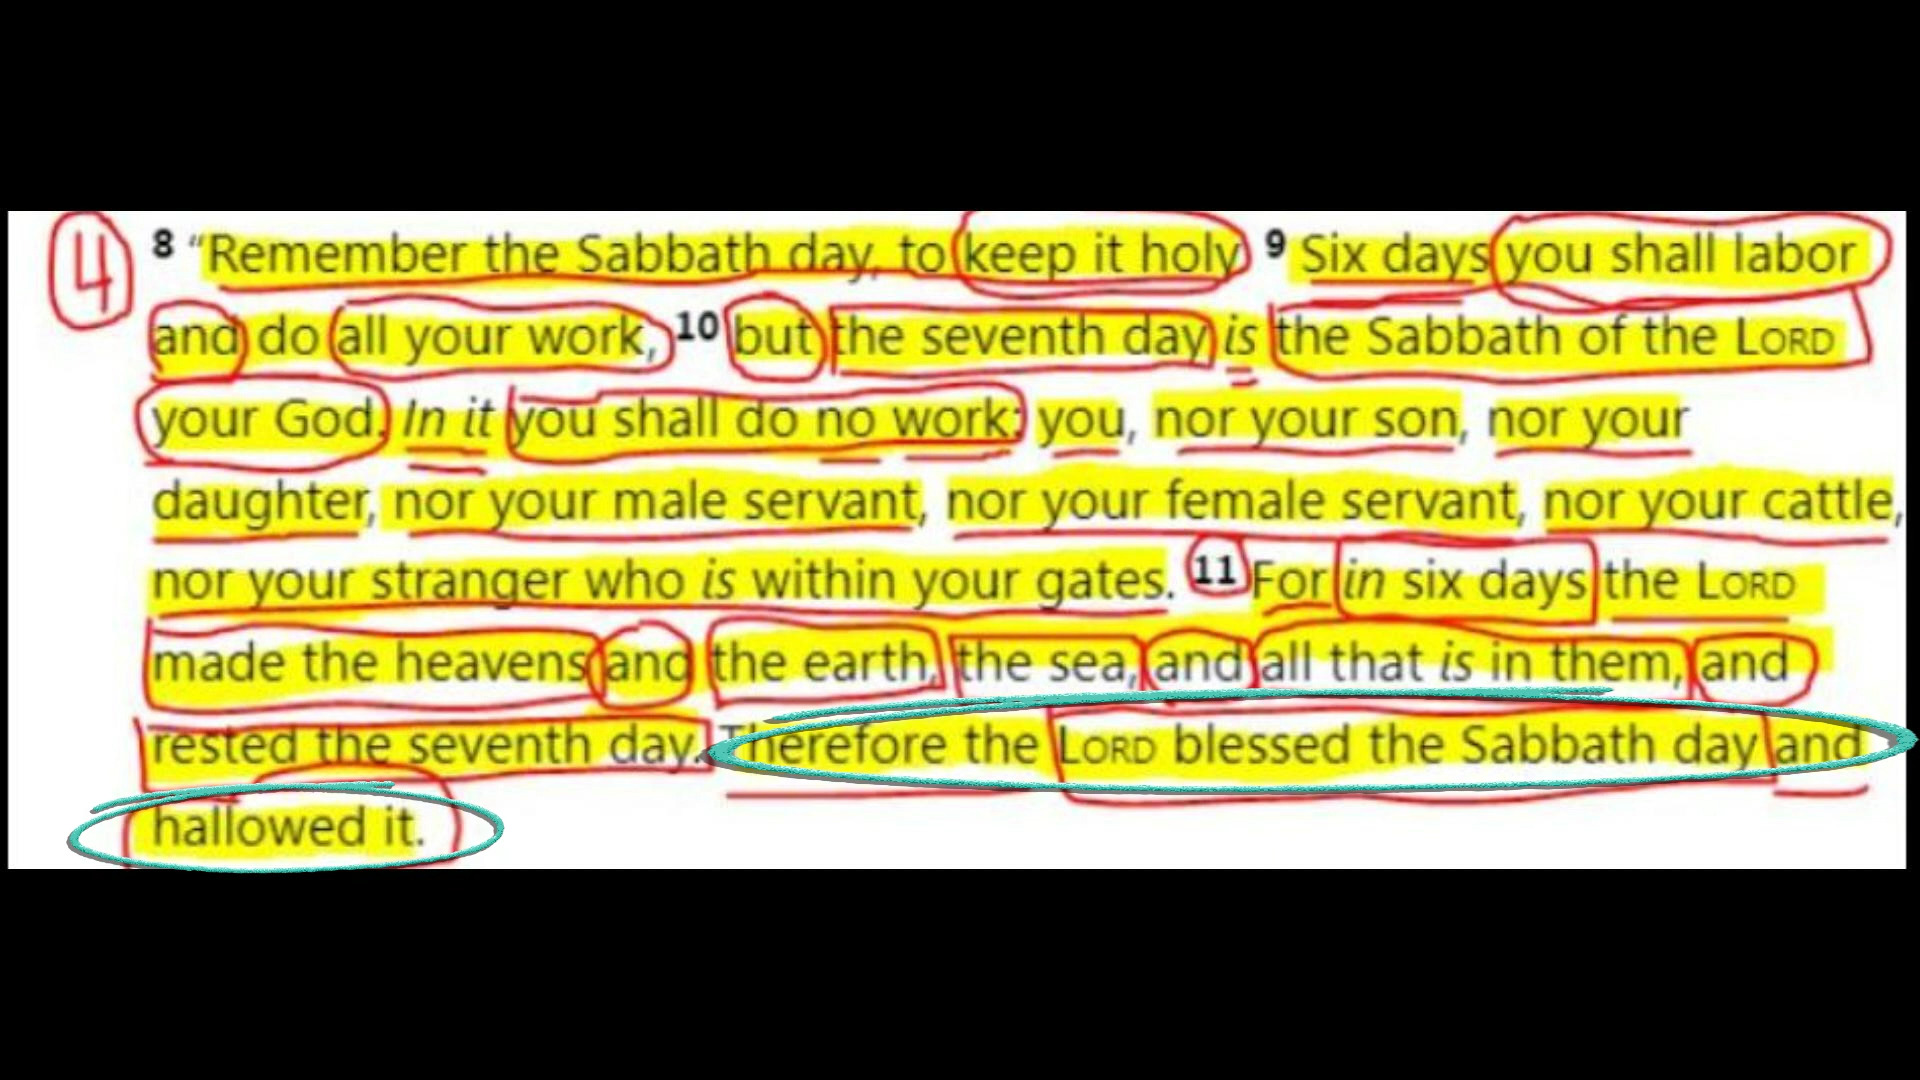 4 8 “Remember the Sabbath day, to keep it holy 9 Six days you shall labor
and do all your work, 10 but the seventh day is the Sabbath of the LORD
your God. In it you shall do no work: you, nor your son, nor your
daughter, nor your male servant, nor your female servant, nor your cattle,
nor your stranger who is within your gates. 11 For in six days the LORD
made the heavens and the earth, the sea, and all that is in them, and
rested the seventh day. Therefore the LORD blessed the Sabbath day and
hallowed it.